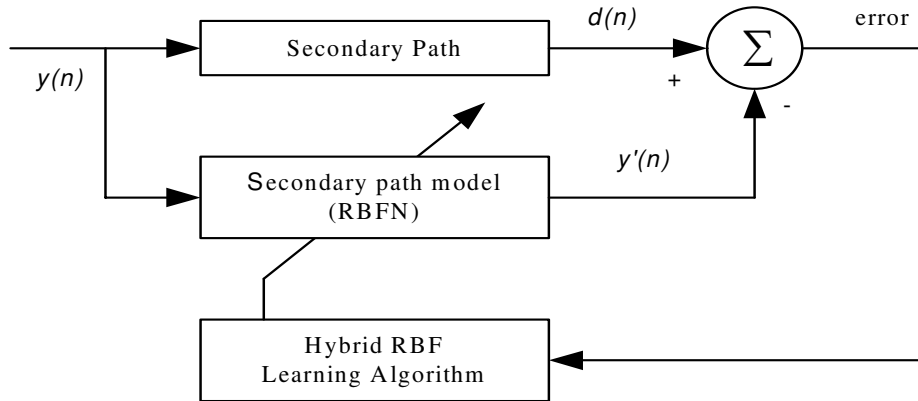 d(n)
error
Secondary Path
Σ
y(n)
+
-
y'(n)
Secondary path model
(RBFN)
Hybrid RBF
Learning Algorithm